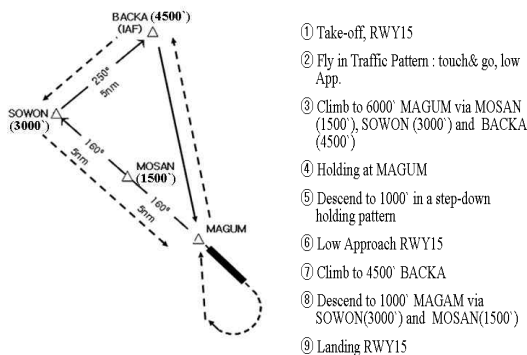 BACKA (4500`)
(IAF)
250°
5nm
SOWON
(3000`)
160°
MOSAN
(1500`)
5nm
5nm
160°
MAGUM
① Take-off, RWY15
② Fly in Traffic Pattern : touch& go, low
App.
③ Climb to 6000` MAGUM via MOSAN
(1500`), SOWON (3000`) and BACKA
(4500`)
④ Holding at MAGUM
⑤ Descend to 1000` in a step-down
holding pattern
⑥ Low Approach RWY15
⑦ Climb to 4500` BACKA
⑧ Descend to 1000` MAGAM via
SOWON(3000`) and MOSAN(1500`)
⑨ Landing RWY15